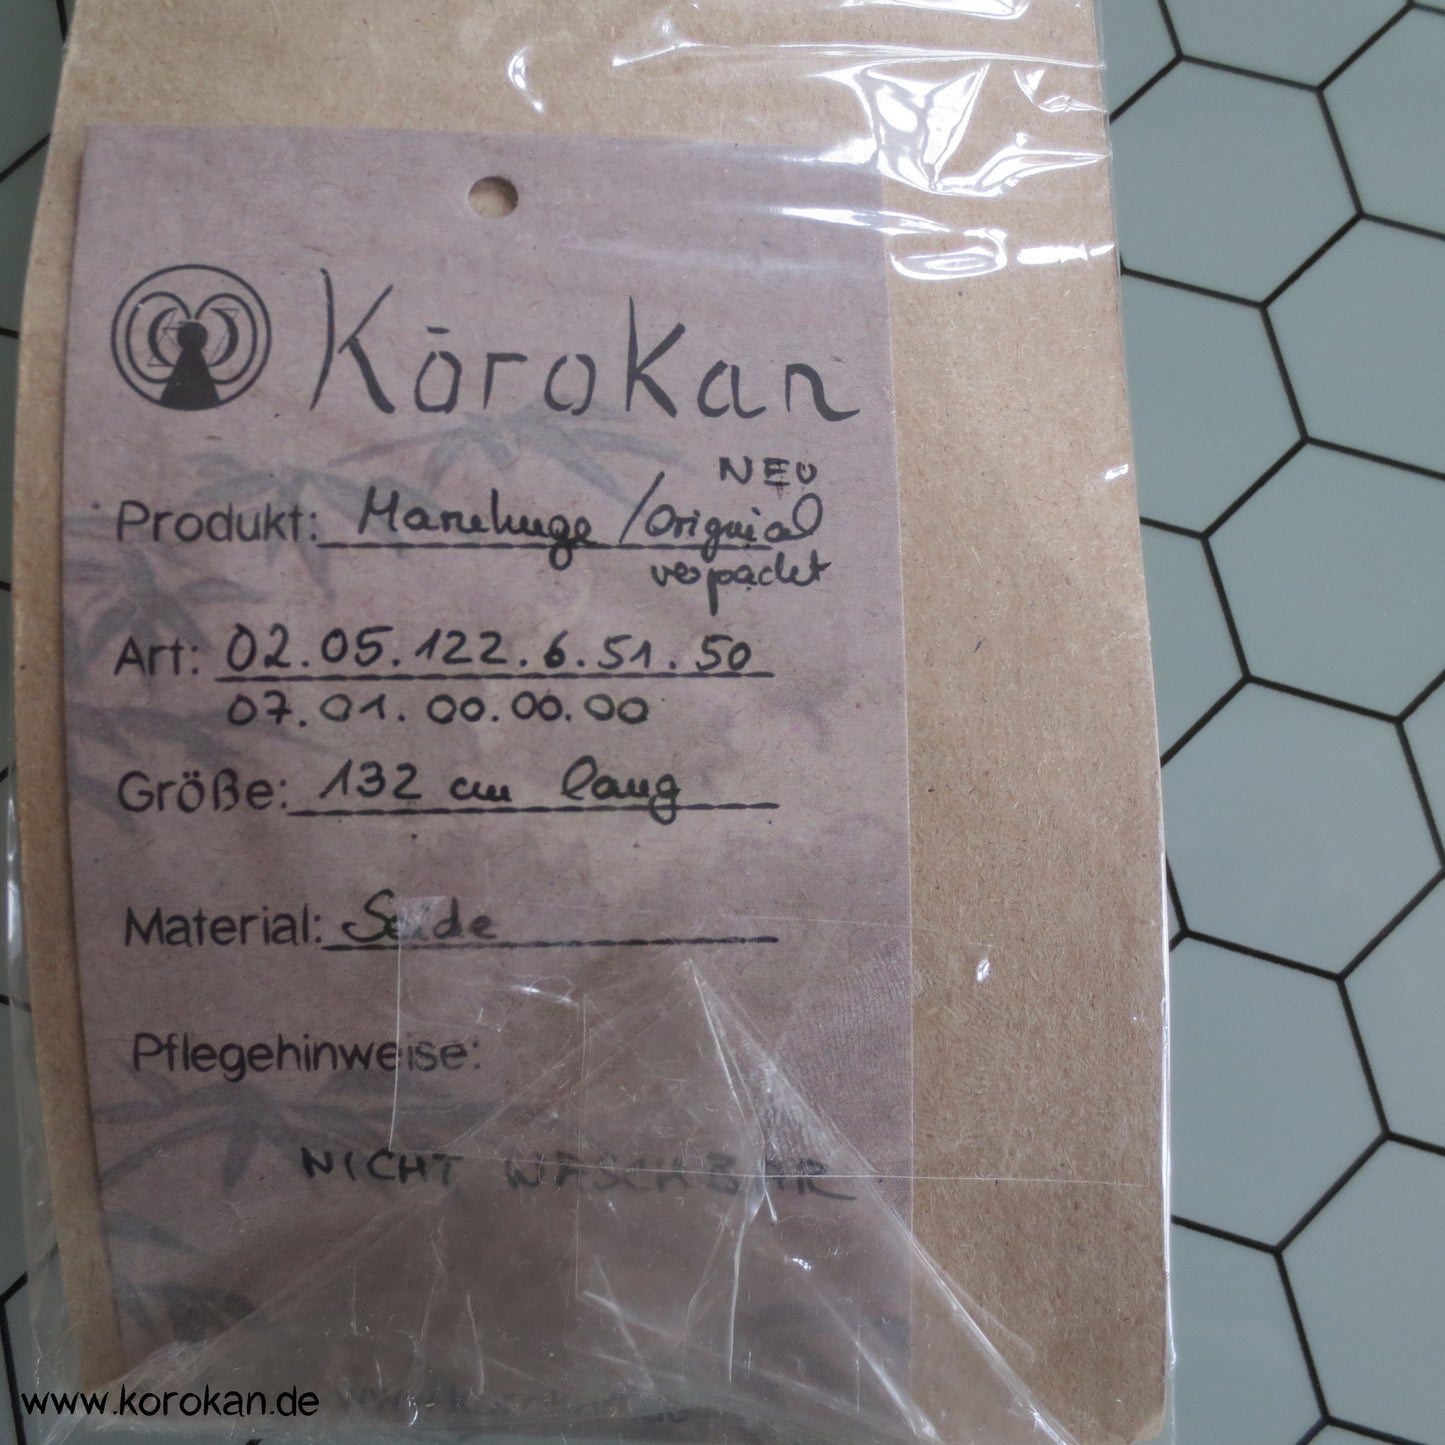 Kōrokan
NEU
Produkt: Maruhuge / Original
verpackt
Art: 02.05.122.6.51.50
07.01.00.00.00
Größe: 132 cm lang
Material: Seide
Pflegehinweise:
NICHT WASCHBAR
www.korokan.de